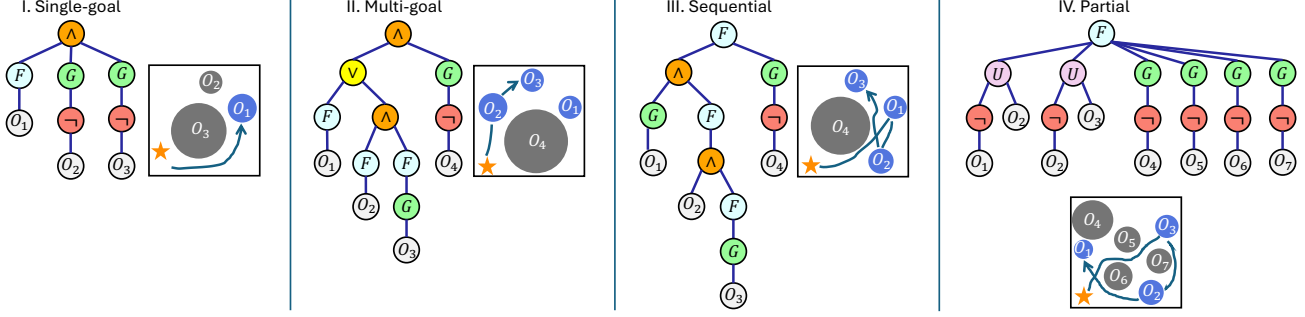 I. Single-goal
∧
F G G
O₁ ¬ ¬
O₂ O₃
O₂
O₁
O₃
II. Multi-goal
∧
∨ G
F ∧ ¬
O₁ F F O₄
O₂ G
O₃
O₃
O₂ O₁
O₄
III. Sequential
F
∧ G
G F ¬
O₁ ∧ O₄
O₂ F
G
O₃
O₃
O₁
O₄
O₂
IV. Partial
F
U U G G G G
¬ O₂ ¬ O₃ ¬ ¬ ¬ ¬
O₁ O₂ O₄ O₅ O₆ O₇
O₄
O₃
O₅
O₁
O₇
O₆
O₂